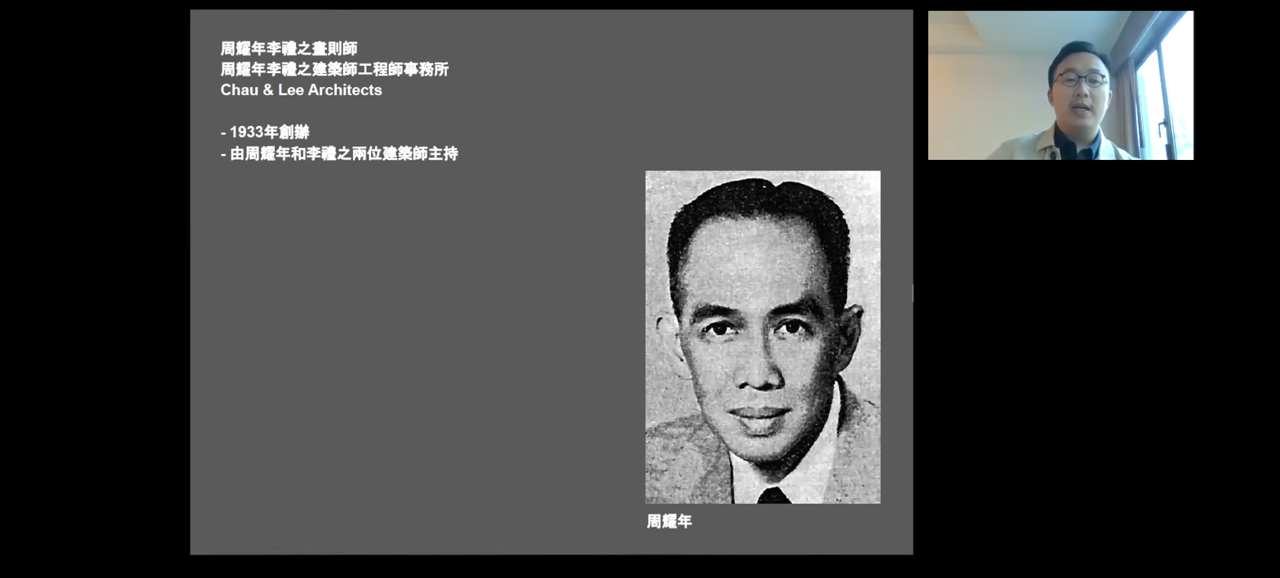 周耀年李禮之畫則師
周耀年李禮之建築師工程師事務所
Chau & Lee Architects
- 1933年創辦
- 由周耀年和李禮之兩位建築師主持
周耀年